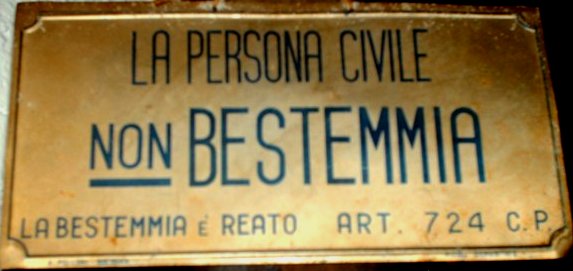 LA PERSONA CIVILE
NON BESTEMMIA
LA BESTEMMIA È REATO ART. 724 C.P.